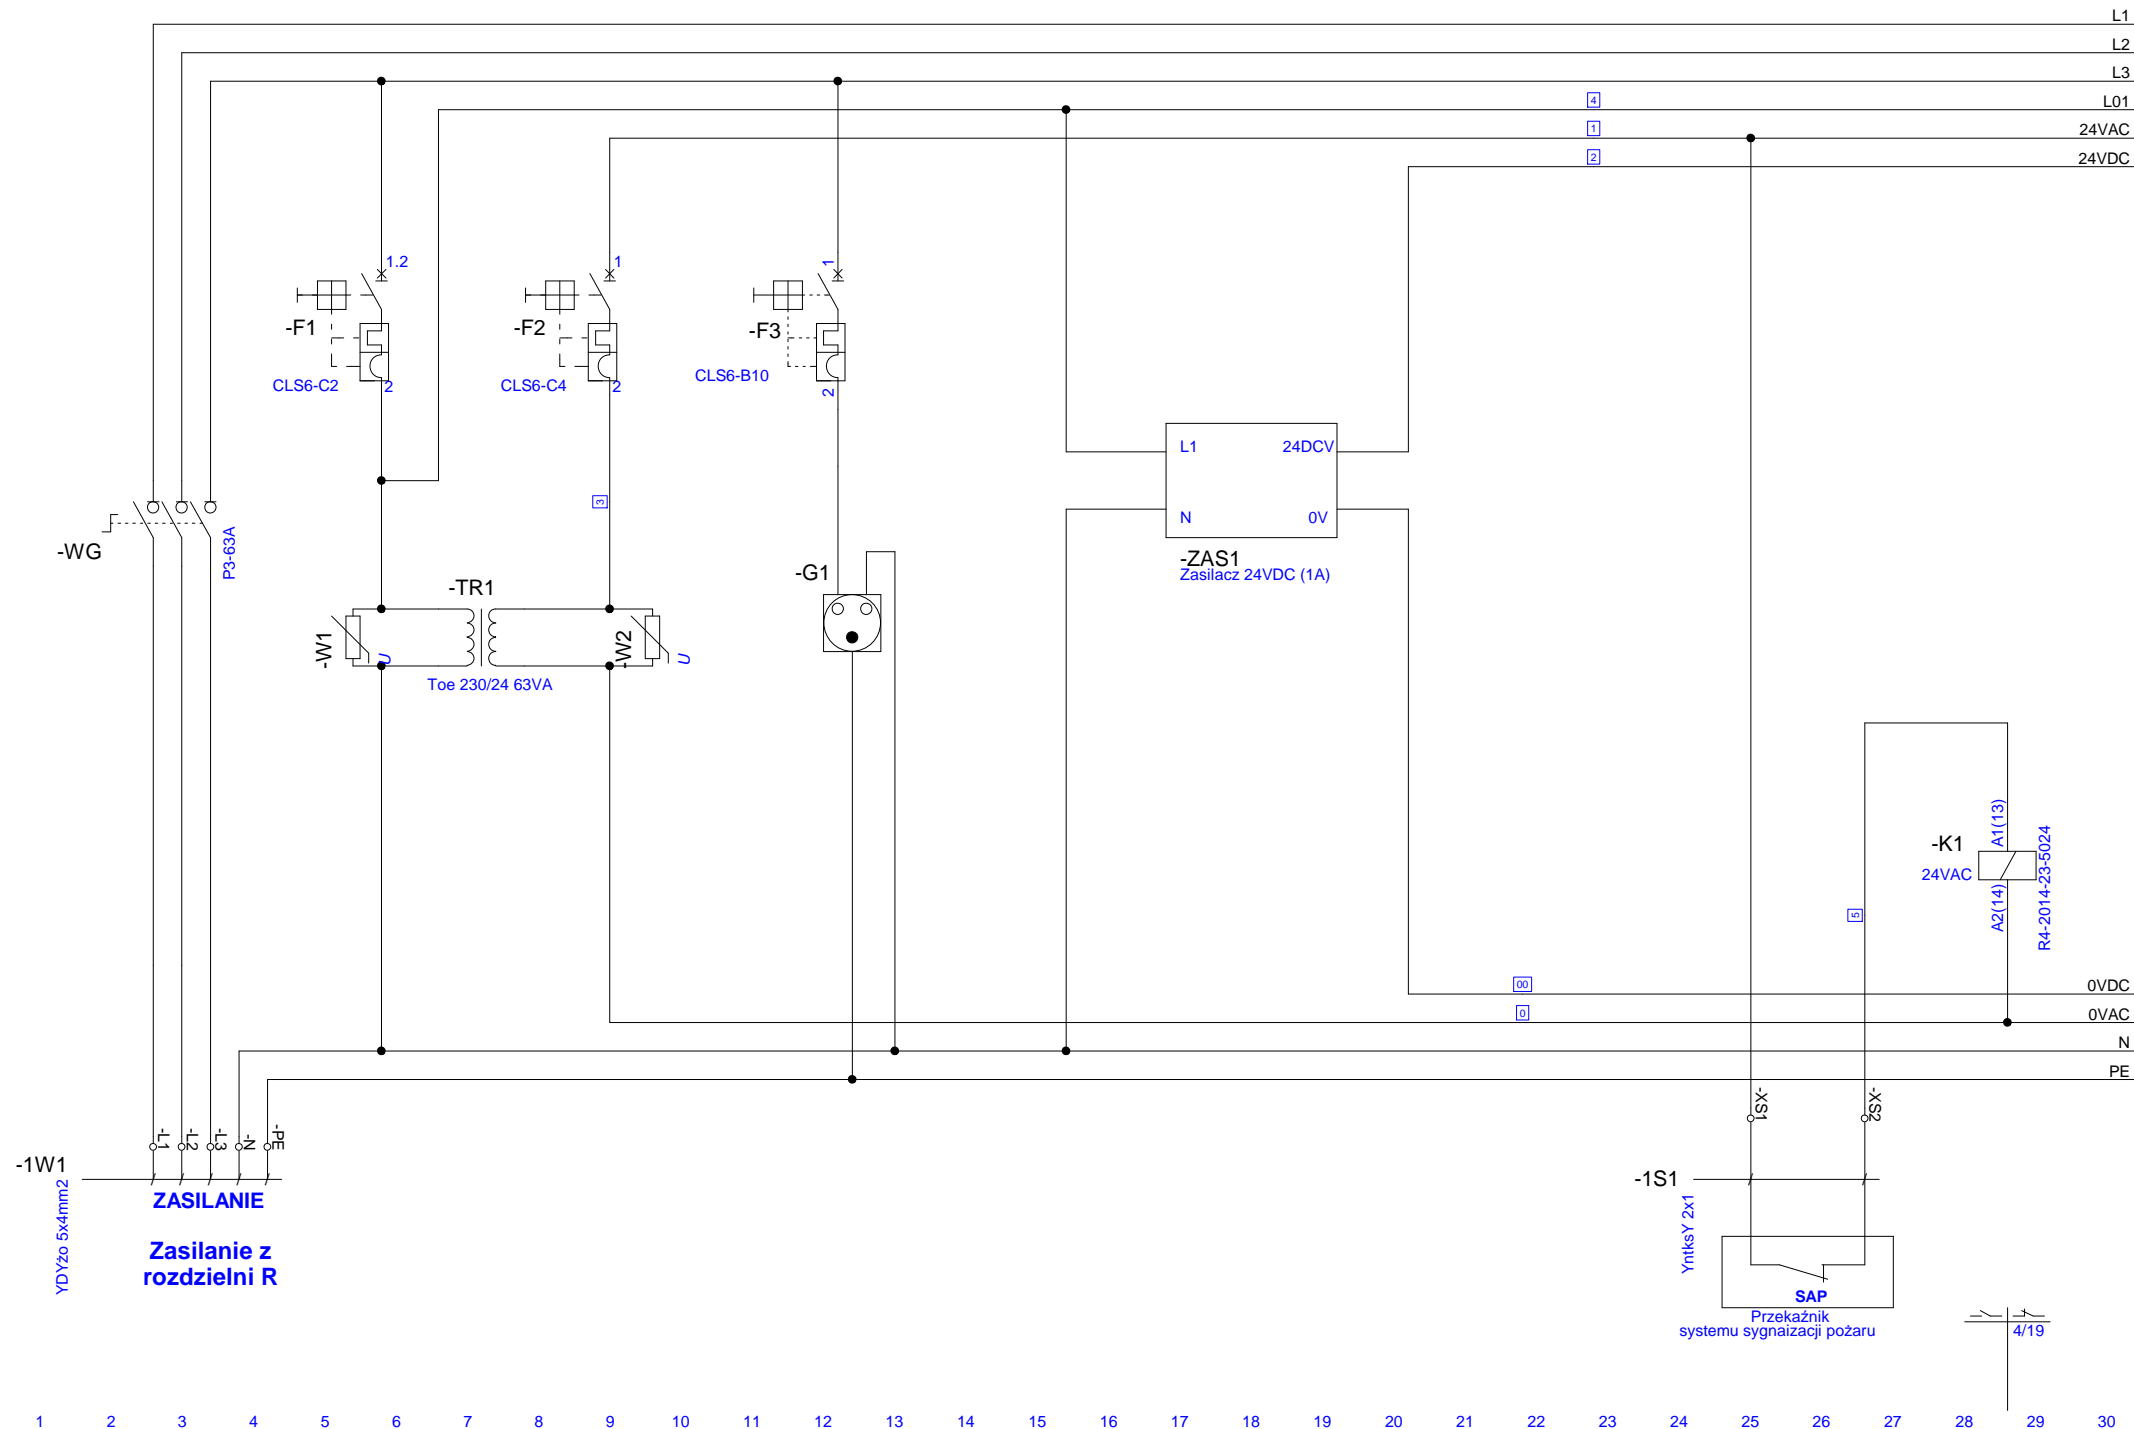 L1
L2
L3
L01
24VAC
24VDC
4
1
2
1.2
-F1
CLS6-C2
2
1
-F2
CLS6-C4
2
1
-F3
CLS6-B10
2
L1
24DCV
N
0V
-ZAS1
Zasilacz 24VDC (1A)
3
-WG
P3-63A
-TR1
-W1
U
-W2
U
Toe 230/24 63VA
-G1
-K1
24VAC
A1(13)
A2(14)
R4-2014-23-5024
5
00
0
0VDC
0VAC
N
PE
-XS1
-XS2
-L1
-L2
-L3
-N
-PE
-1W1
YDYżo 5x4mm2
ZASILANIE
Zasilanie z
rozdzielni R
-1S1
YntksY 2x1
SAP
Przekaźnik
systemu sygnaizacji pożaru
4/19
1 2 3 4 5 6 7 8 9 10 11 12 13 14 15 16 17 18 19 20 21 22 23 24 25 26 27 28 29 30